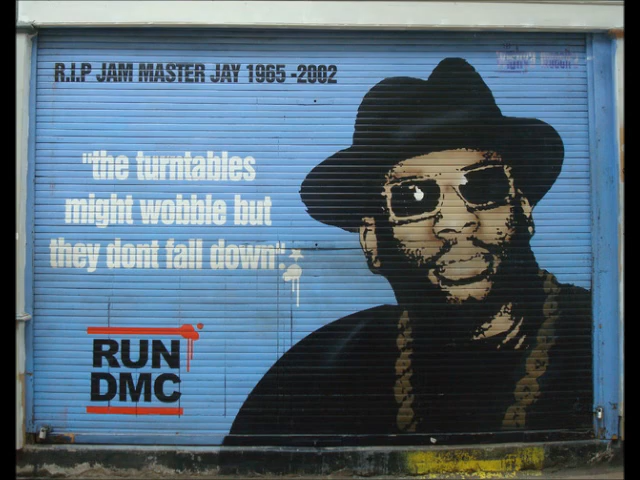 R.I.P JAM MASTER JAY 1965 -2002
"the turntables
might wobble but
they dont fall down".
RUN
DMC